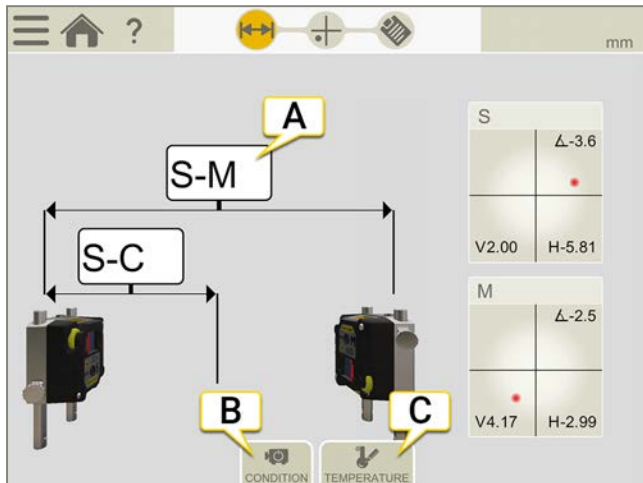 ?
mm
A
S-M
S-C
S
∡-3.6
V2.00 H-5.81
M
∡-2.5
V4.17 H-2.99
B
C
CONDITION
TEMPERATURE